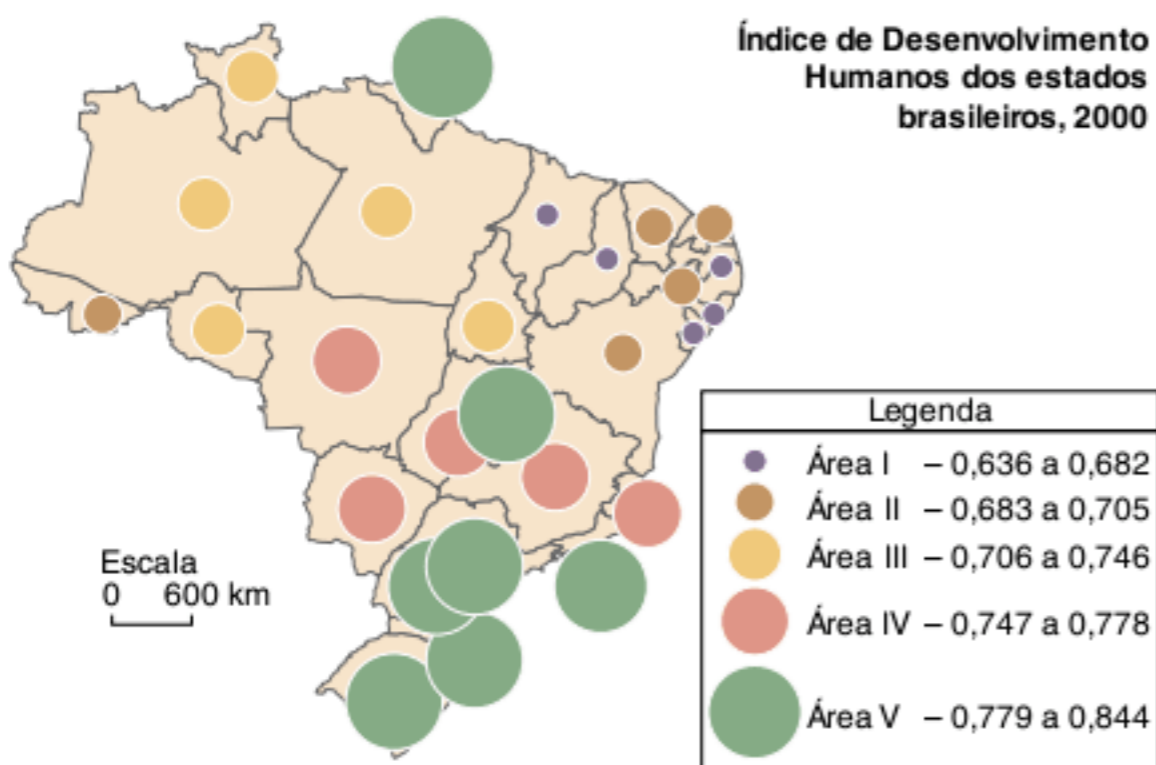 Índice de Desenvolvimento
Humanos dos estados
brasileiros, 2000
Legenda
Área I – 0,636 a 0,682
Área II – 0,683 a 0,705
Área III – 0,706 a 0,746
Área IV – 0,747 a 0,778
Área V – 0,779 a 0,844
Escala
0 600 km